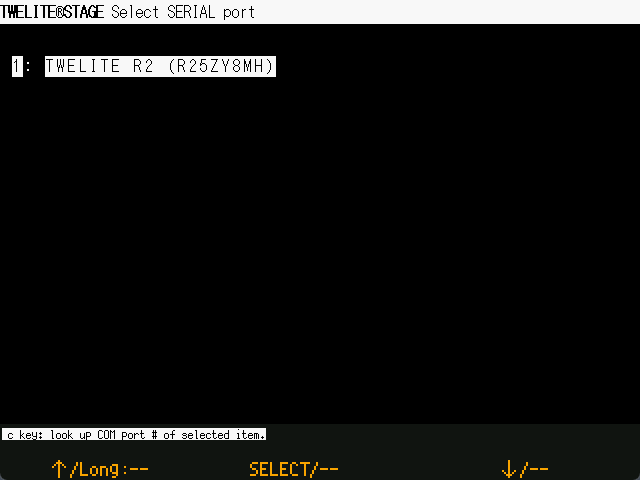 TWELITE®STAGE Select SERIAL port
1: TWELITE R2 (R25ZY8MH)
c key: look up COM port # of selected item.
↑/Long:-- SELECT/-- ↓/--